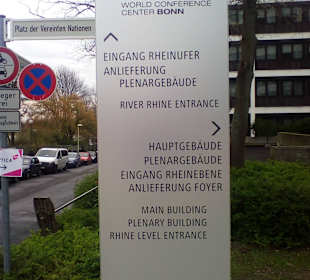 Platz der Vereinten Nationen
WORLD CONFERENCE
CENTER BONN
EINGANG RHEINUFER
ANLIEFERUNG
PLENARGEBÄUDE
RIVER RHINE ENTRANCE
HAUPTGEBÄUDE
PLENARGEBÄUDE
EINGANG RHEINEBENE
ANLIEFERUNG FOYER
MAIN BUILDING
PLENARY BUILDING
RHINE LEVEL ENTRANCE